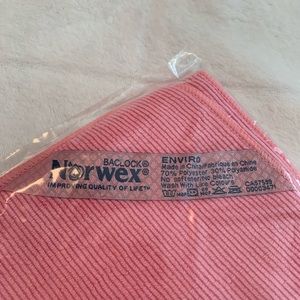 BACLOCK®
Norwex®
IMPROVING QUALITY OF LIFE™
ENVIRO
Made in China/Fabriqué en Chine
70% Polyester 30% Polyamide
No softener/no bleach
Wash With Like Colours